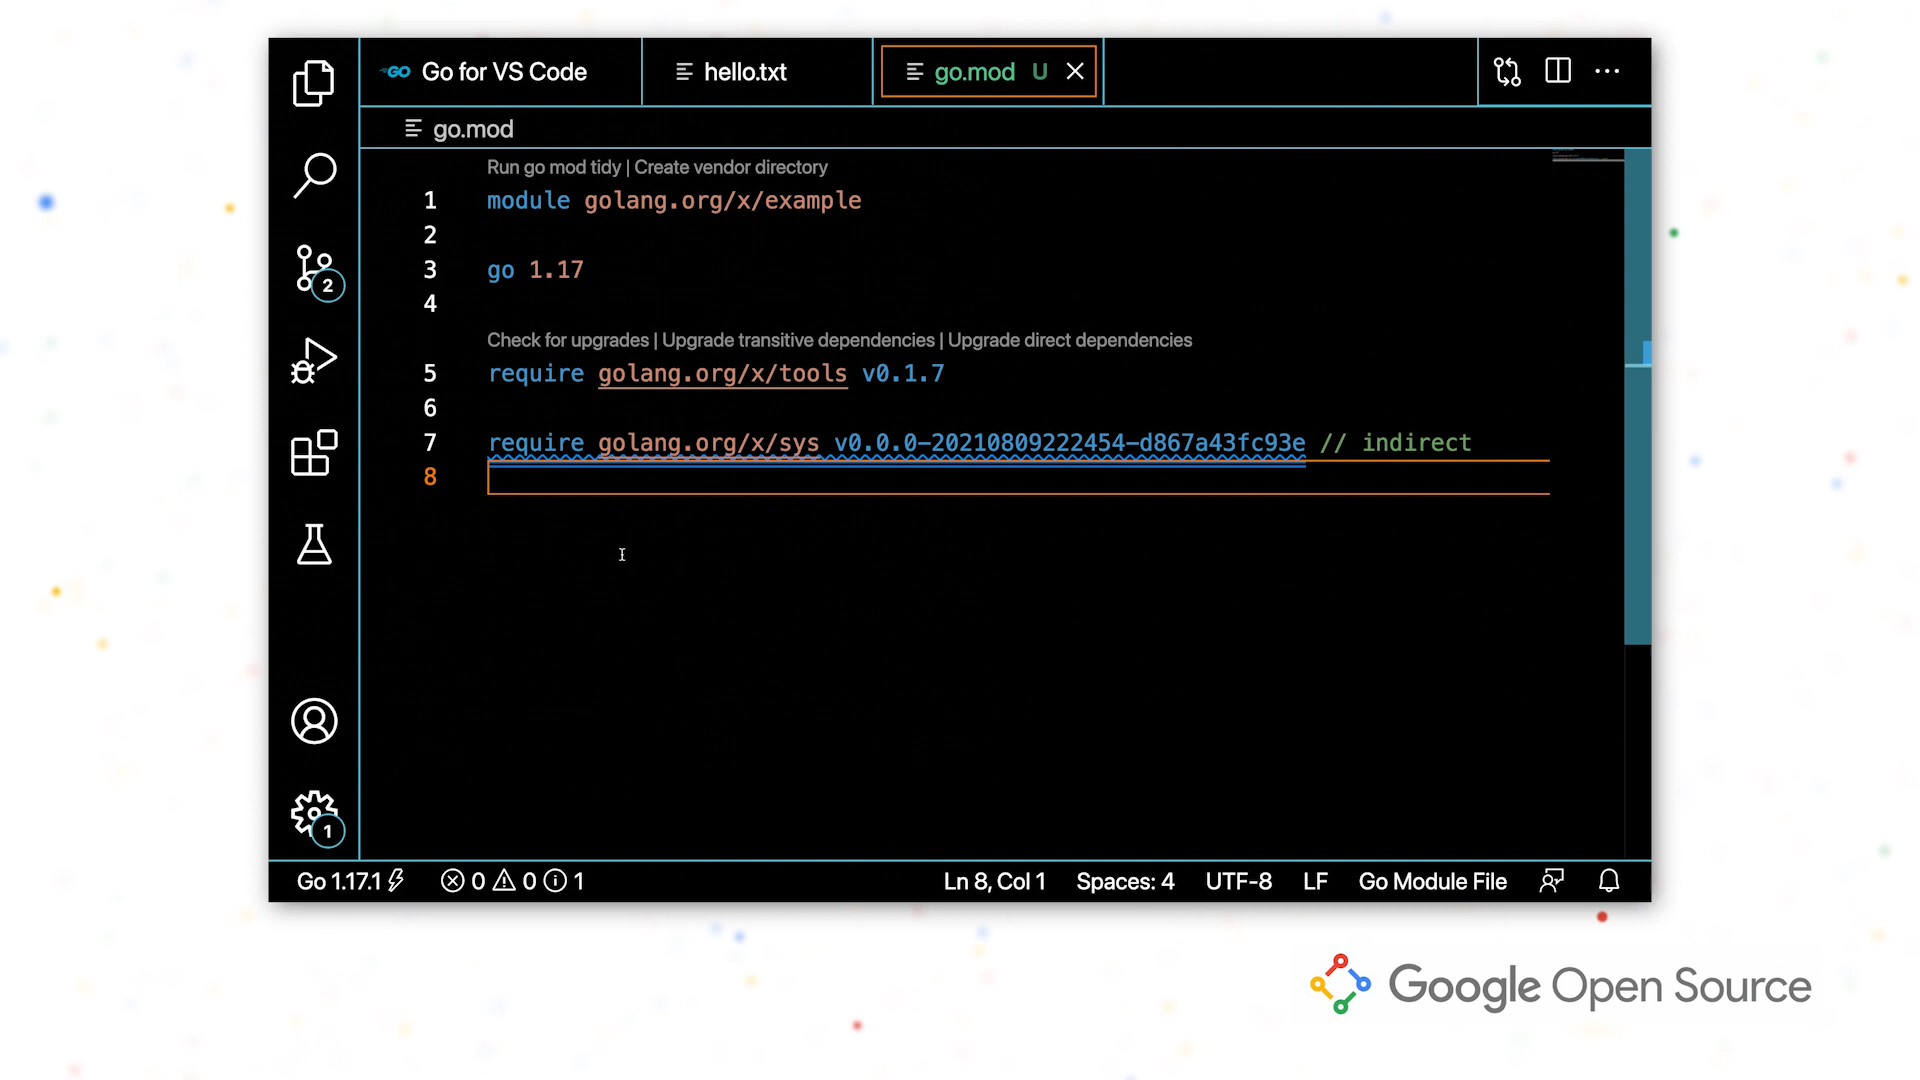 GO Go for VS Code hello.txt go.mod U
go.mod
Run go mod tidy | Create vendor directory
1 module golang.org/x/example
2
3 go 1.17
4
Check for upgrades | Upgrade transitive dependencies | Upgrade direct dependencies
5 require golang.org/x/tools v0.1.7
6
7 require golang.org/x/sys v0.0.0-20210809222454-d867a43fc93e // indirect
8
2
1
Go 1.17.1 0 0 1 Ln 8, Col 1 Spaces: 4 UTF-8 LF Go Module File
Google Open Source